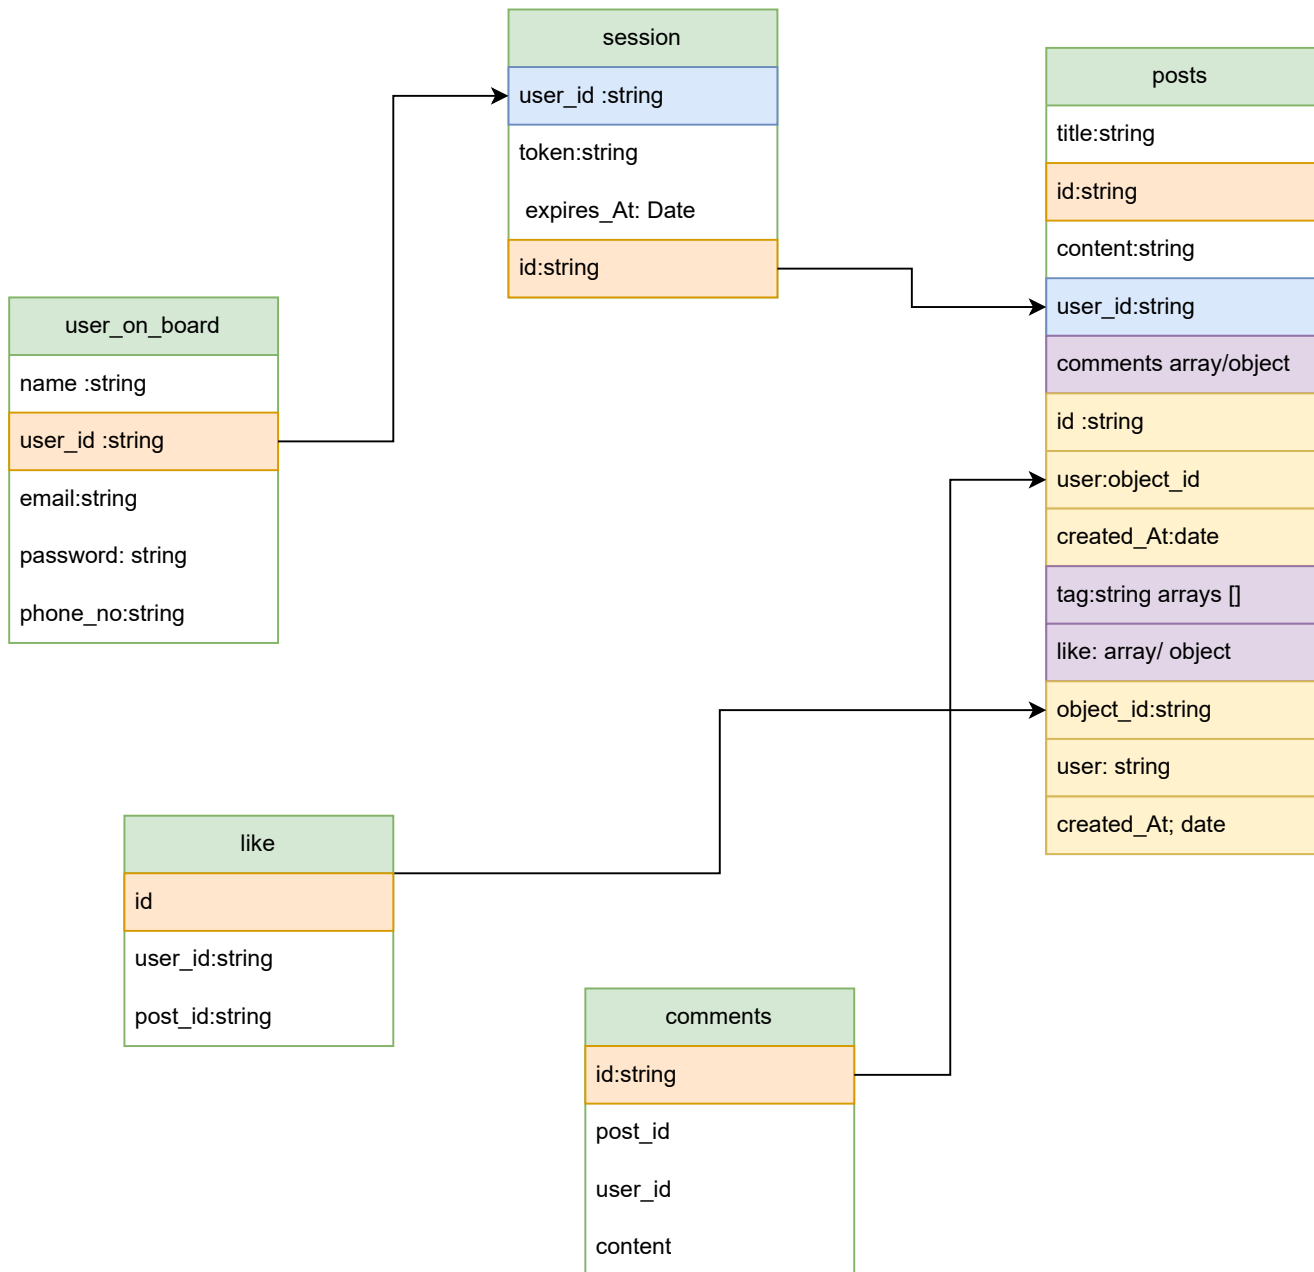 session
user_id :string
token:string
expires_At: Date
id:string
posts
title:string
id:string
content:string
user_id:string
comments array/object
id :string
user:object_id
created_At:date
tag:string arrays []
like: array/ object
object_id:string
user: string
created_At; date
user_on_board
name :string
user_id :string
email:string
password: string
phone_no:string
like
id
user_id:string
post_id:string
comments
id:string
post_id
user_id
content